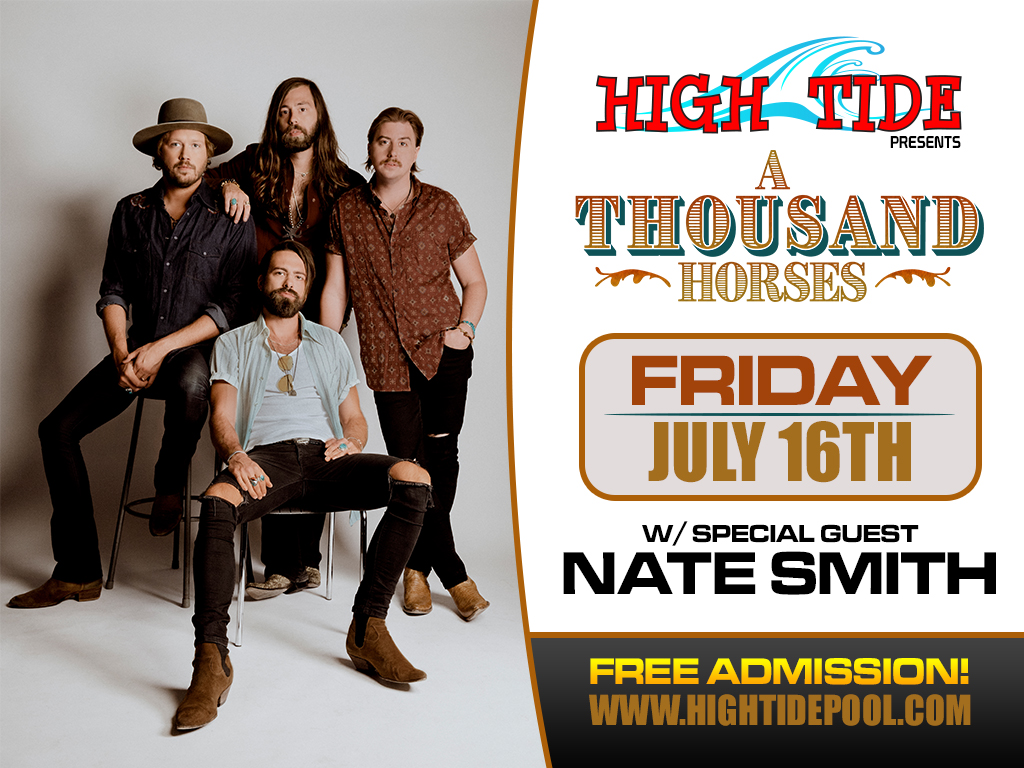 HIGH TIDE
PRESENTS
A
THOUSAND
HORSES
FRIDAY
JULY 16TH
W/ SPECIAL GUEST
NATE SMITH
FREE ADMISSION!
WWW.HIGHTIDEPOOL.COM